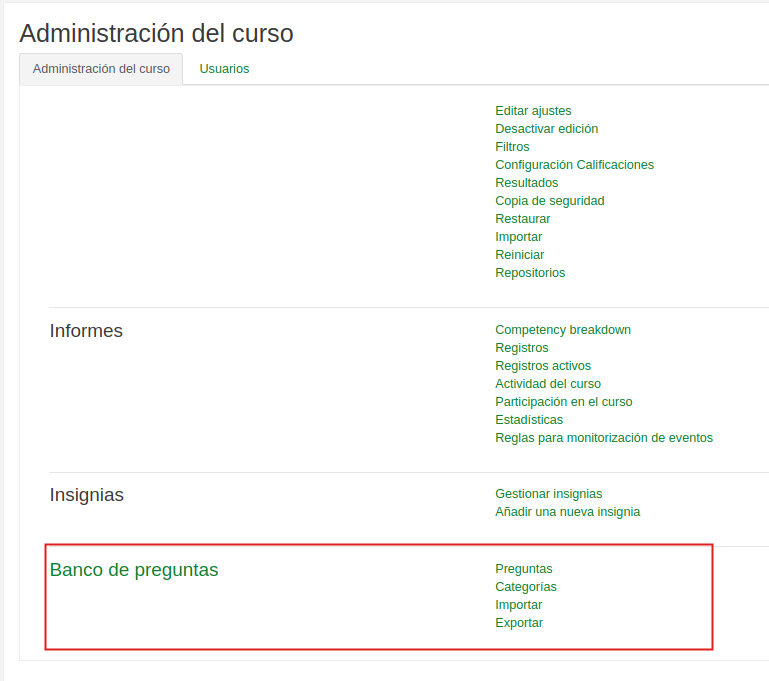 Administración del curso
Administración del curso
Usuarios
Editar ajustes
Desactivar edición
Filtros
Configuración Calificaciones
Resultados
Copia de seguridad
Restaurar
Importar
Reiniciar
Repositorios
Informes
Competency breakdown
Registros
Registros activos
Actividad del curso
Participación en el curso
Estadísticas
Reglas para monitorización de eventos
Insignias
Gestionar insignias
Añadir una nueva insignia
Banco de preguntas
Preguntas
Categorías
Importar
Exportar